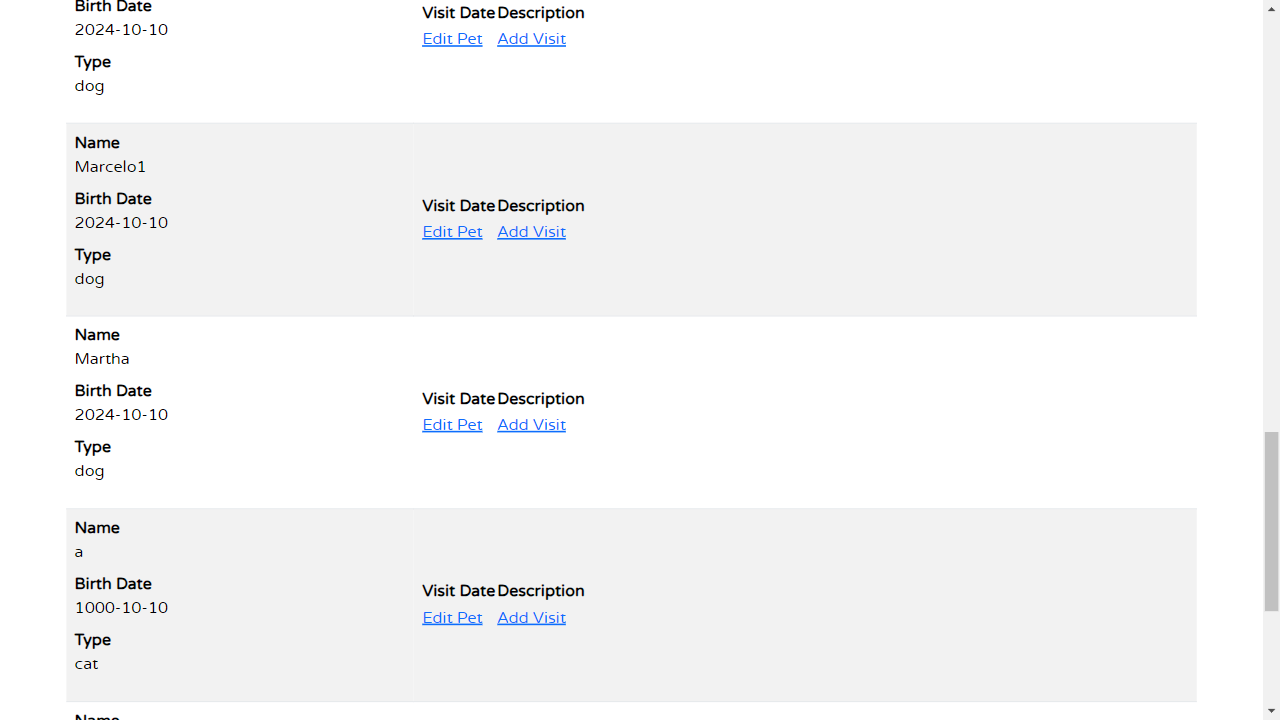 Birth Date
2024-10-10
Type
dog
Visit Date Description
Edit Pet Add Visit
Name
Marcelo1
Birth Date
2024-10-10
Type
dog
Visit Date Description
Edit Pet Add Visit
Name
Martha
Birth Date
2024-10-10
Type
dog
Visit Date Description
Edit Pet Add Visit
Name
a
Birth Date
1000-10-10
Type
cat
Visit Date Description
Edit Pet Add Visit
Name